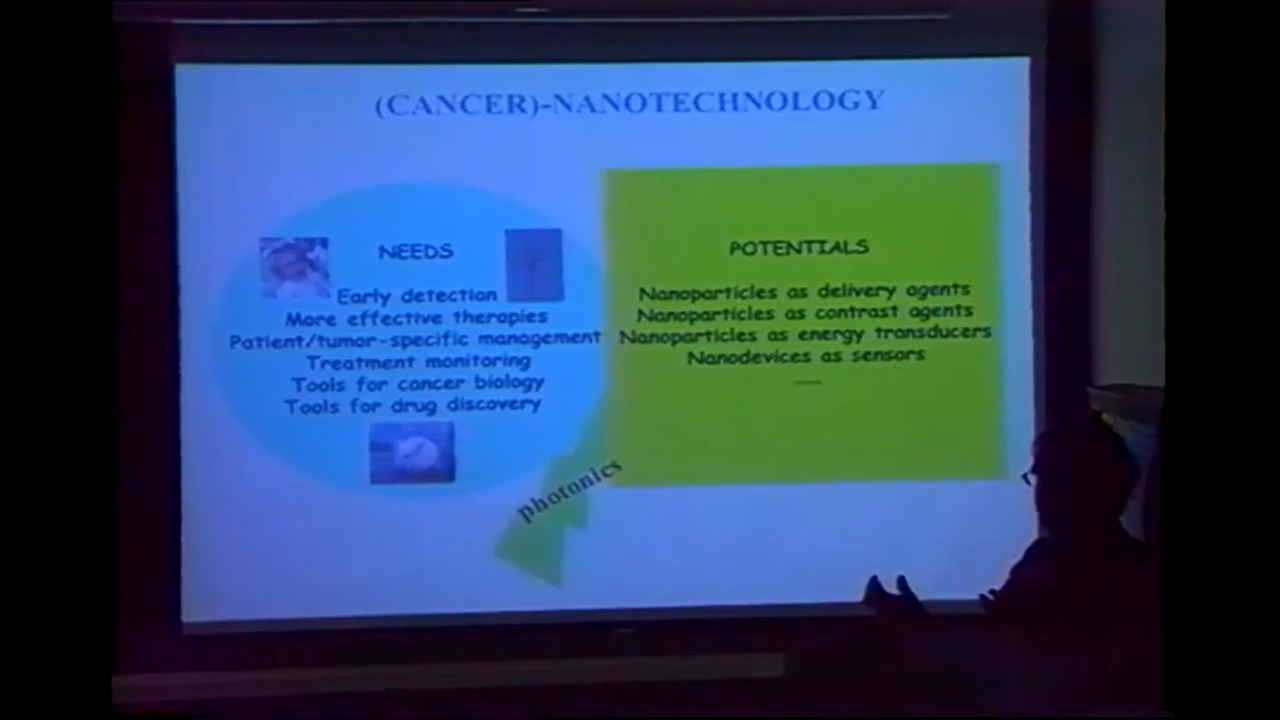 (CANCER)-NANOTECHNOLOGY
NEEDS
Early detection
More effective therapies
Patient/tumor-specific management
Treatment monitoring
Tools for cancer biology
Tools for drug discovery
POTENTIALS
Nanoparticles as delivery agents
Nanoparticles as contrast agents
Nanoparticles as energy transducers
Nanodevices as sensors
photonics